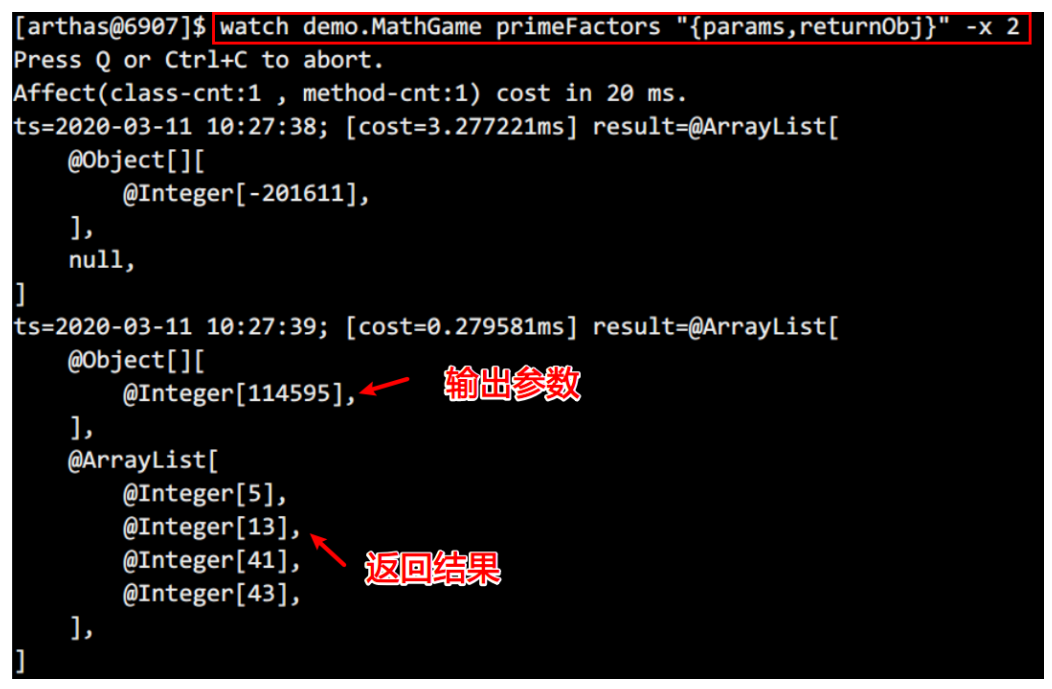 [arthas@6907]$ watch demo.MathGame primeFactors "{params,returnObj}" -x 2
Press Q or Ctrl+C to abort.
Affect(class-cnt:1 , method-cnt:1) cost in 20 ms.
ts=2020-03-11 10:27:38; [cost=3.277221ms] result=@ArrayList[
    @Object[][
        @Integer[-201611],
    ],
    null,
]
ts=2020-03-11 10:27:39; [cost=0.279581ms] result=@ArrayList[
    @Object[][
        @Integer[114595], 输出参数
    ],
    @ArrayList[
        @Integer[5],
        @Integer[13],
        @Integer[41], 返回结果
        @Integer[43],
    ],
]